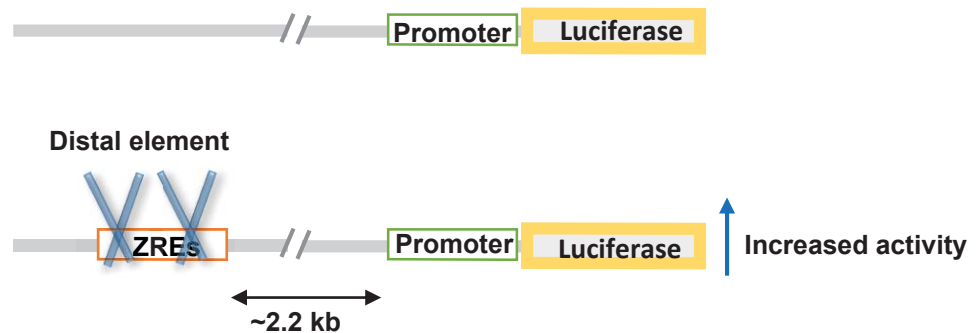 Promoter Luciferase
Distal element
ZREs Promoter Luciferase
Increased activity
~2.2 kb